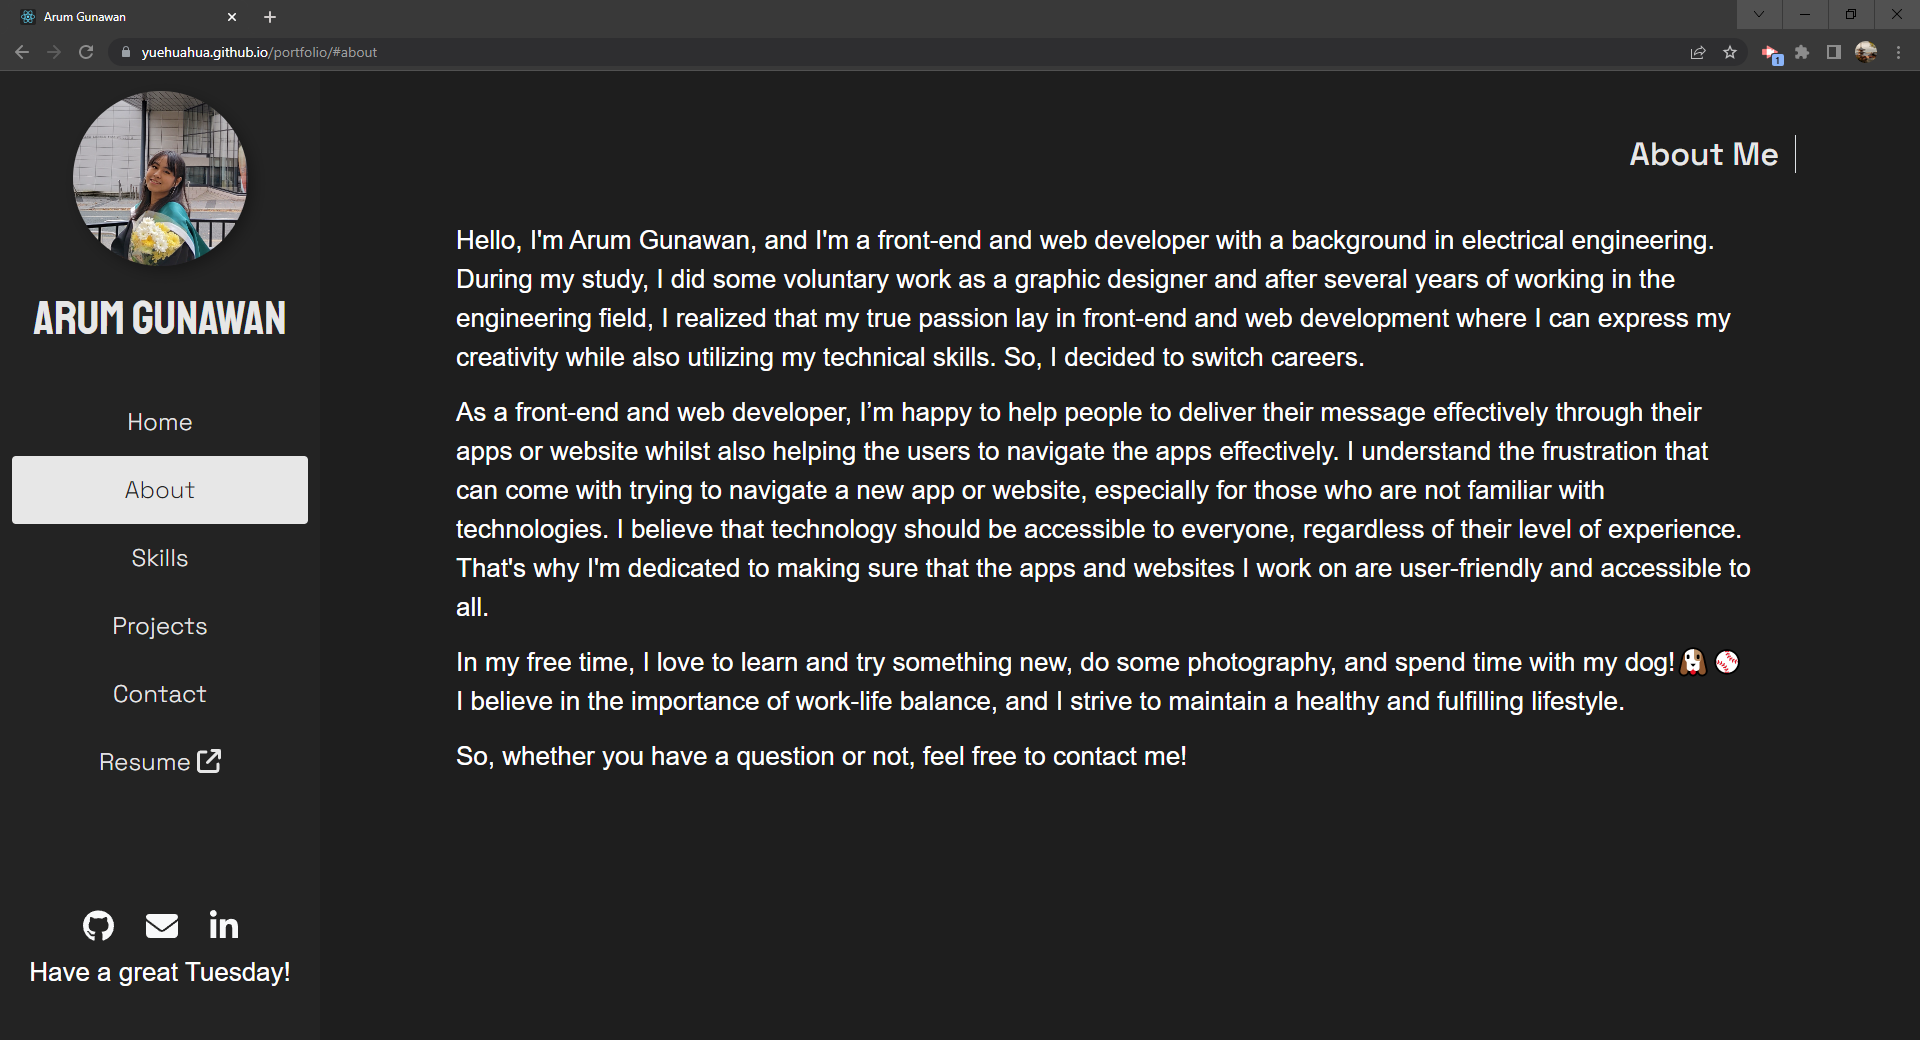 Arum Gunawan
yuehuahua.github.io/portfolio/#about
1
ARUM GUNAWAN
Home
About
Skills
Projects
Contact
Resume
in
Have a great Tuesday!
About Me
Hello, I'm Arum Gunawan, and I'm a front-end and web developer with a background in electrical engineering.
During my study, I did some voluntary work as a graphic designer and after several years of working in the
engineering field, I realized that my true passion lay in front-end and web development where I can express my
creativity while also utilizing my technical skills. So, I decided to switch careers.
As a front-end and web developer, I’m happy to help people to deliver their message effectively through their
apps or website whilst also helping the users to navigate the apps effectively. I understand the frustration that
can come with trying to navigate a new app or website, especially for those who are not familiar with
technologies. I believe that technology should be accessible to everyone, regardless of their level of experience.
That's why I'm dedicated to making sure that the apps and websites I work on are user-friendly and accessible to
all.
In my free time, I love to learn and try something new, do some photography, and spend time with my dog!
I believe in the importance of work-life balance, and I strive to maintain a healthy and fulfilling lifestyle.
So, whether you have a question or not, feel free to contact me!